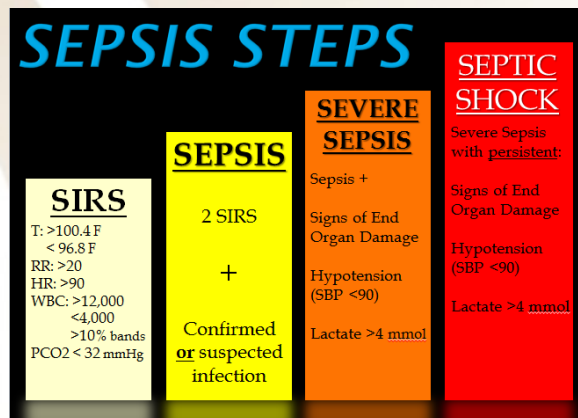 SEPSIS STEPS
SIRS
T: >100.4 F
< 96.8 F
RR: >20
HR: >90
WBC: >12,000
<4,000
>10% bands
PCO2 < 32 mmHg
SEPSIS
2 SIRS
+
Confirmed
or suspected
infection
SEVERE
SEPSIS
Sepsis +
Signs of End
Organ Damage
Hypotension
(SBP <90)
Lactate >4 mmol
SEPTIC
SHOCK
Severe Sepsis
with persistent:
Signs of End
Organ Damage
Hypotension
(SBP <90)
Lactate >4 mmol